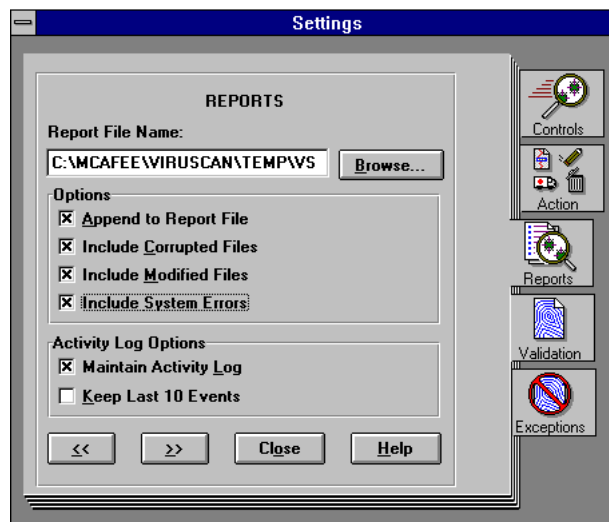 Settings
REPORTS
Report File Name:
C:\MCAFEE\VIRUSCAN\TEMP\VS
Browse...
Options
Append to Report File
Include Corrupted Files
Include Modified Files
Include System Errors
Activity Log Options
Maintain Activity Log
Keep Last 10 Events
<<
>>
Close
Help
Controls
Action
Reports
Validation
Exceptions